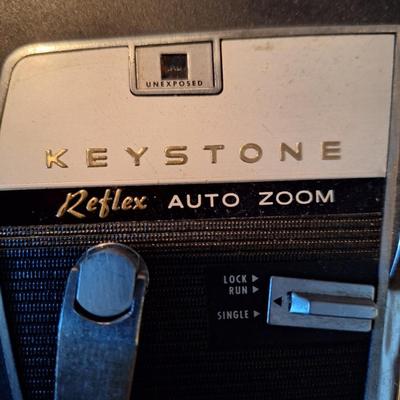 UNEXPOSED
KEYSTONE
Reflex AUTO ZOOM
LOCK ▶
RUN ▶
SINGLE ▶